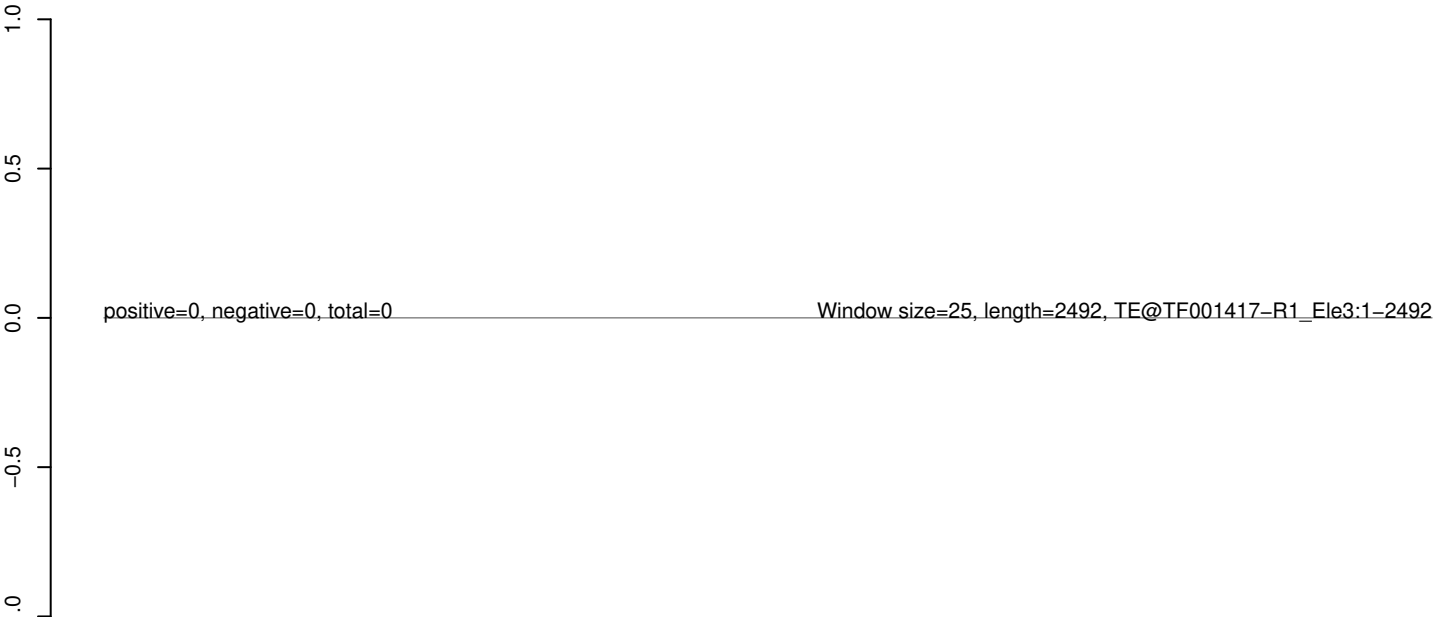 1.0
0.5
positive=0, negative=0, total=0
Window size=25, length=2492, TE@TF001417−R1_Ele3:1−2492
0.0
−0.5
.0